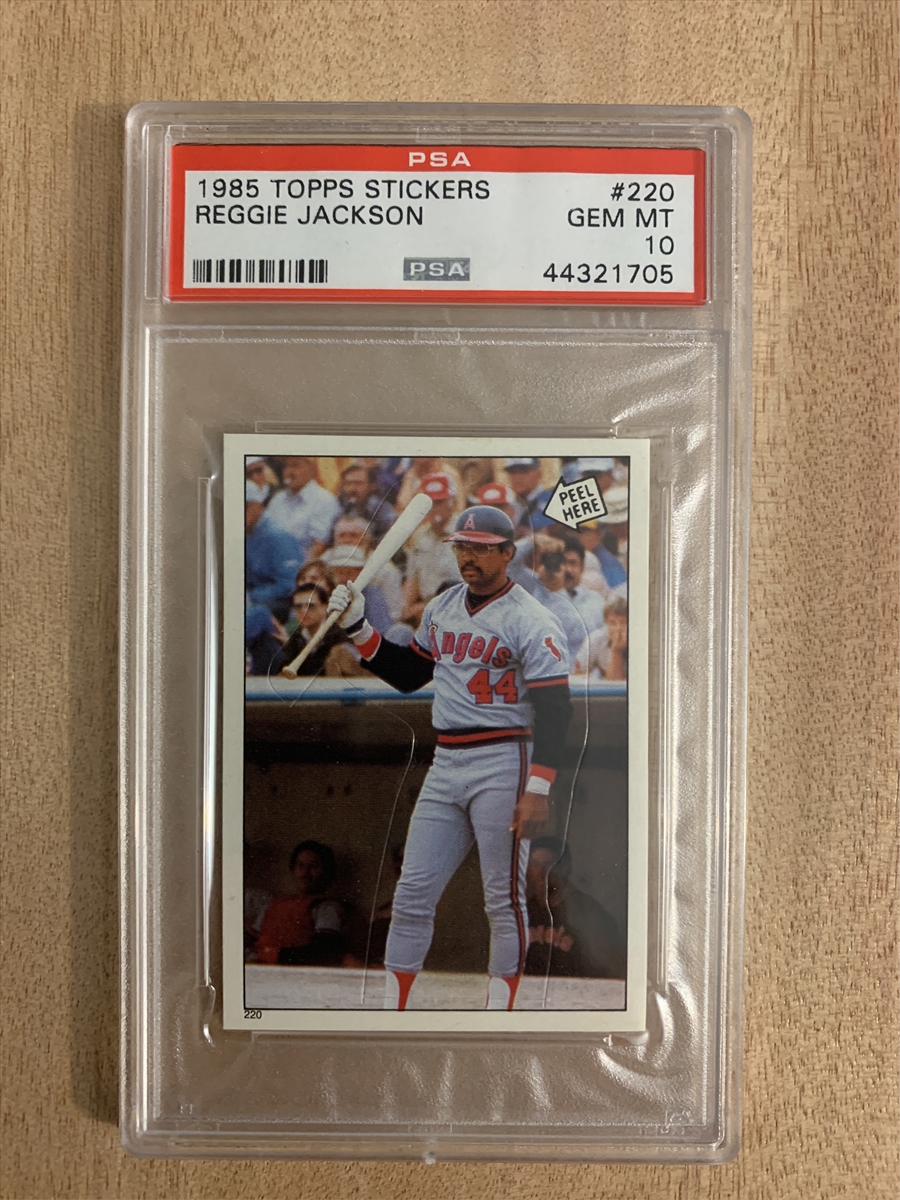 PSA
1985 TOPPS STICKERS #220
REGGIE JACKSON GEM MT
10
PSA 44321705
PEEL
HERE
A
Angels
44
220